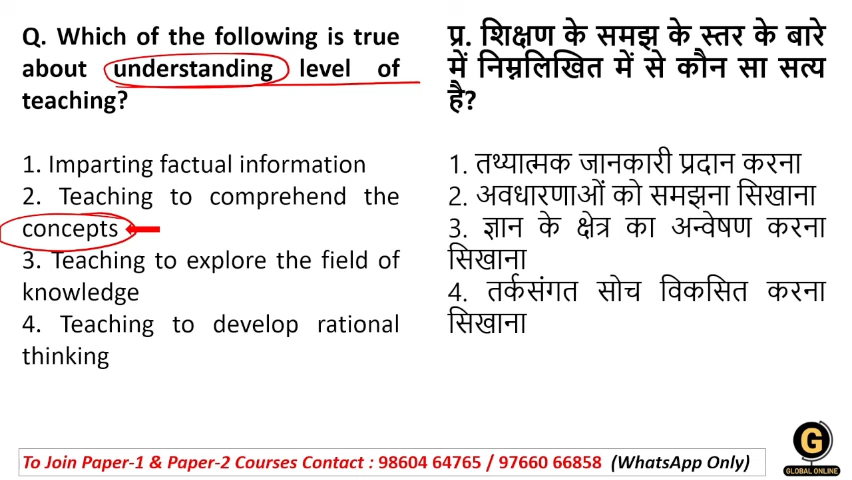 Q. Which of the following is true
about understanding level of
teaching?
1. Imparting factual information
2. Teaching to comprehend the
concepts
3. Teaching to explore the field of
knowledge
4. Teaching to develop rational
thinking
प्र. शिक्षण के समझ के स्तर के बारे
में निम्नलिखित में से कौन सा सत्य
है?
1. तथ्यात्मक जानकारी प्रदान करना
2. अवधारणाओं को समझना सिखाना
3. ज्ञान के क्षेत्र का अन्वेषण करना
सिखाना
4. तर्कसंगत सोच विकसित करना
सिखाना
To Join Paper-1 & Paper-2 Courses Contact : 98604 64765 / 97660 66858 (WhatsApp Only)
G
GLOBAL ONLINE